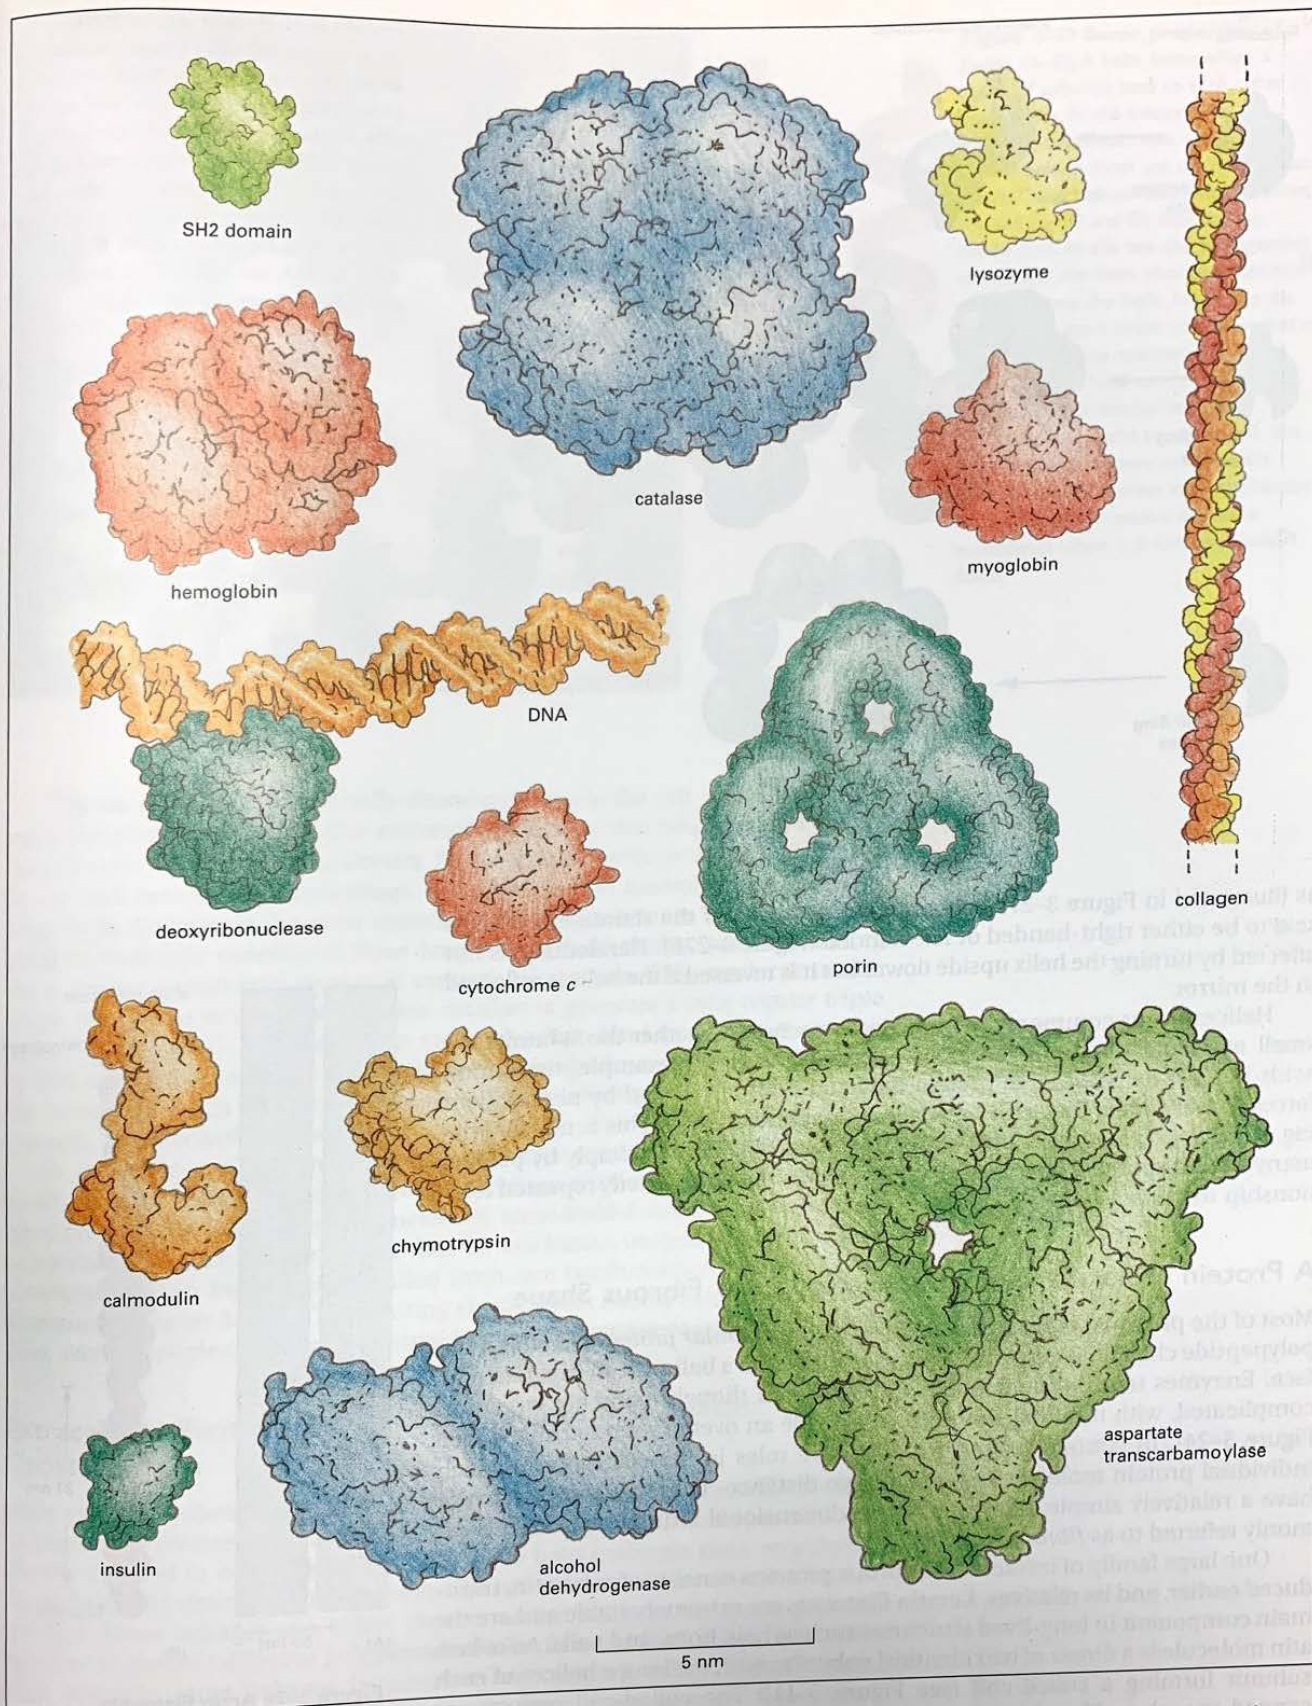 SH2 domain
catalase
lysozyme
hemoglobin
myoglobin
DNA
collagen
deoxyribonuclease
cytochrome c
porin
calmodulin
chymotrypsin
aspartate
transcarbamoylase
insulin
alcohol
dehydrogenase
5 nm